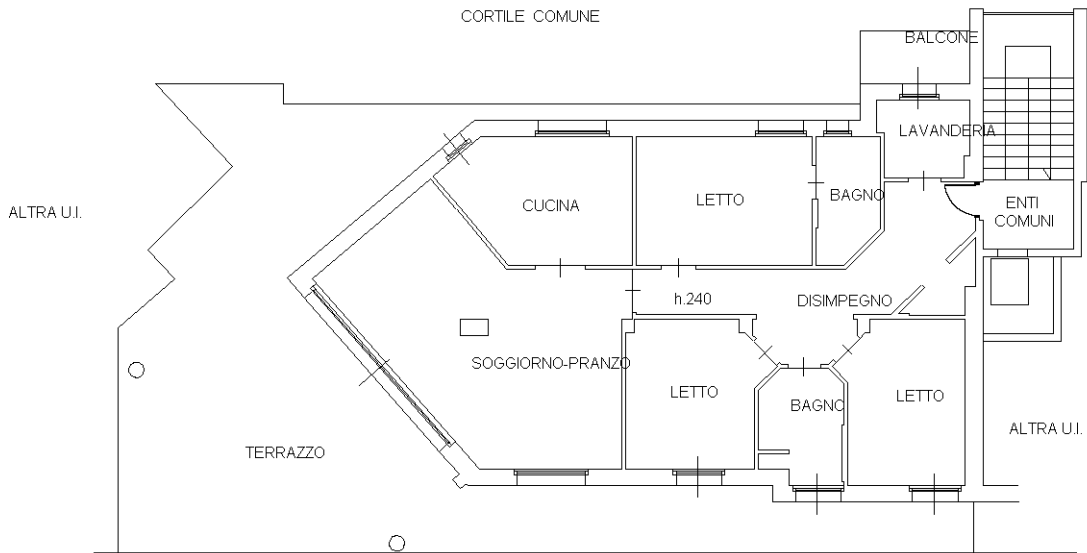 CORTILE COMUNE
BALCONE
LAVANDERIA
ALTRA U.I.
CUCINA
LETTO
BAGNO
ENTI
COMUNI
h.240
DISIMPEGNO
SOGGIORNO-PRANZO
LETTO
BAGNO
LETTO
ALTRA U.I.
TERRAZZO